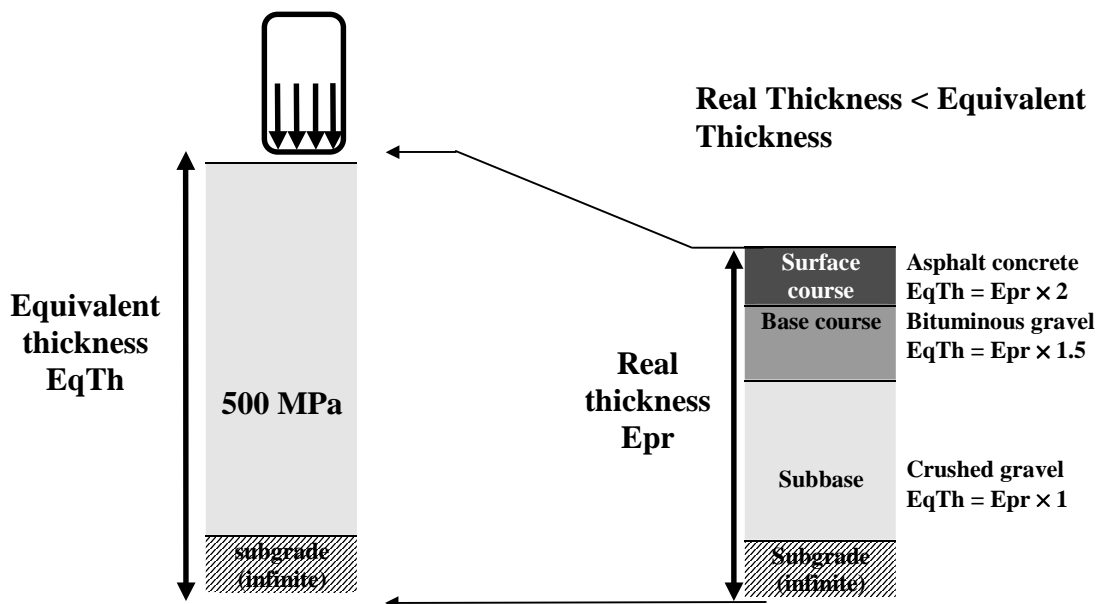 Real Thickness < Equivalent
Thickness
Equivalent
thickness
EqTh
500 MPa
subgrade
(infinite)
Real
thickness
Epr
Surface
course
Base course
Subbase
Subgrade
(infinite)
Asphalt concrete
EqTh = Epr × 2
Bituminous gravel
EqTh = Epr × 1.5
Crushed gravel
EqTh = Epr × 1